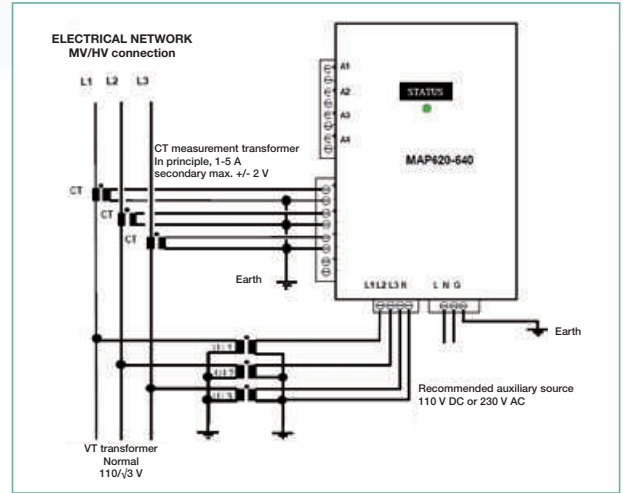 ELECTRICAL NETWORK
MV/HV connection
L1 L2 L3
A1
A2
A3
A4
STATUS
MAP620-640
CT measurement transformer
In principle, 1-5 A
secondary max. +/- 2 V
CT
CT
CT
Earth
L1 L2 L3 N
L N G
Earth
Recommended auxiliary source
110 V DC or 230 V AC
VT transformer
Normal
110/√3 V